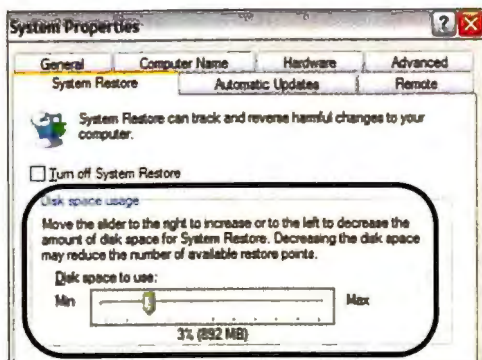 System Properties
General Computer Name Hardware Advanced
System Restore Automatic Updates Remote
System Restore can track and reverse harmful changes to your
computer.
Turn off System Restore
Disk space usage
Move the slider to the right to increase or to the left to decrease the
amount of disk space for System Restore. Decreasing the disk space
may reduce the number of available restore points.
Disk space to use:
Min Max
3% (892 MB)